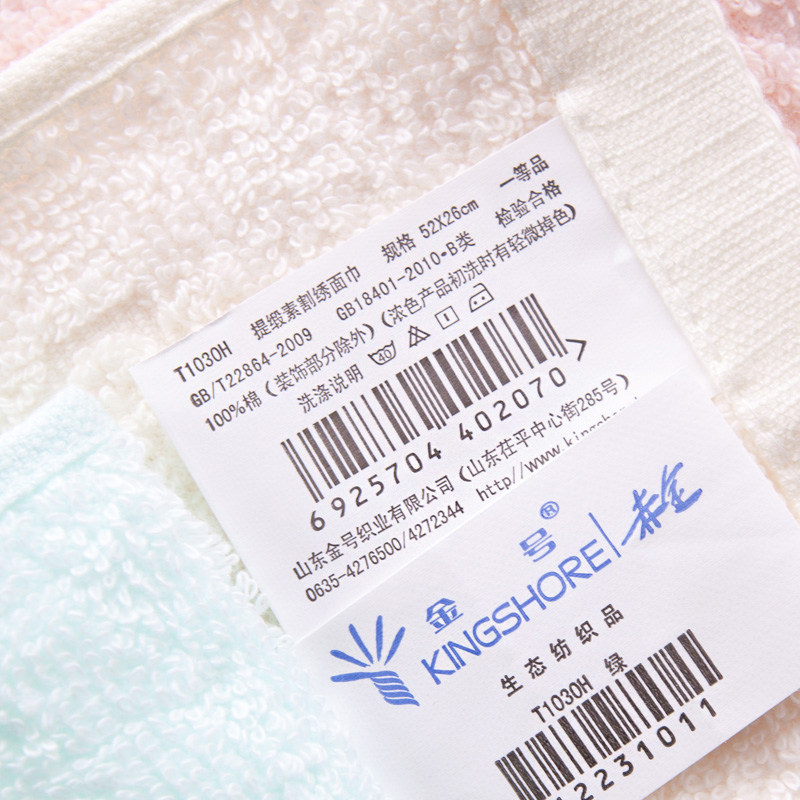 T1030H 提缎素割绣面巾 规格 52X26cm 一等品
GB/T22864-2009 GB18401-2010•B类 检验合格
100%棉（装饰部分除外）（浓色产品初洗时有轻微掉色）
洗涤说明 40
6925704 402070 >
山东金号织业有限公司（山东茌平中心街285号）
0635-4276500/4272344 http//www.kingshore
金号®
KINGSHORE
生态纺织品
T1030H 绿
2231011